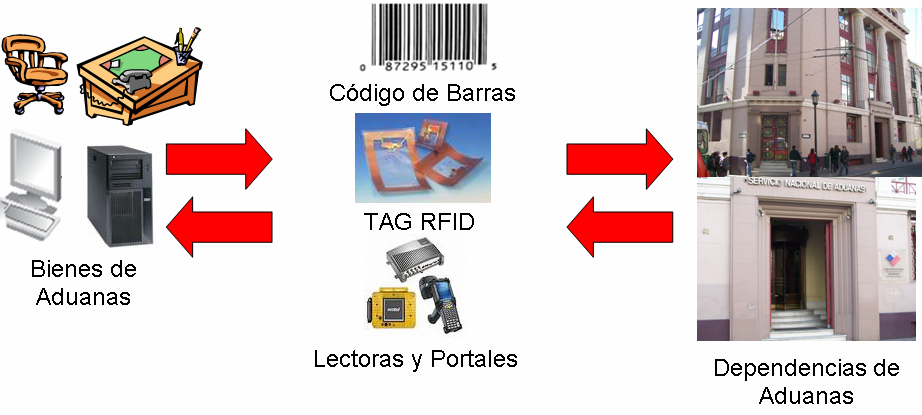 0 87295 15110 5
Código de Barras
TAG RFID
Lectoras y Portales
Bienes de
Aduanas
SERVICIO NACIONAL DE ADUANAS
Dependencias de
Aduanas